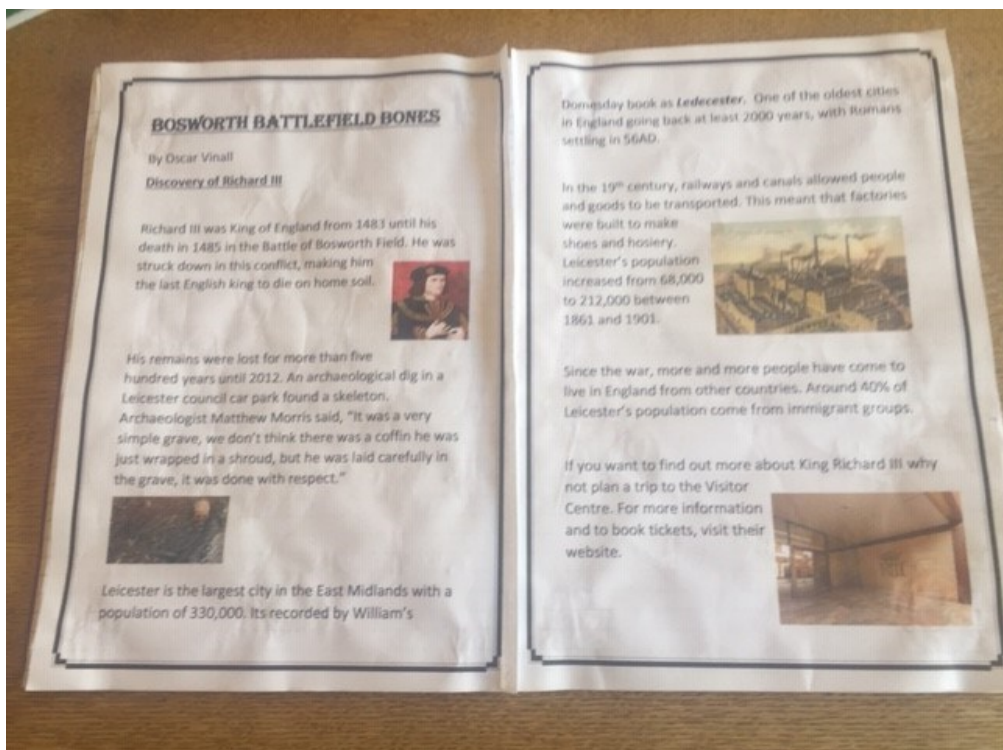 BOSWORTH BATTLEFIELD BONES
By Oscar Vinall
Discovery of Richard III
Richard III was King of England from 1483 until his
death in 1485 in the Battle of Bosworth Field. He was
struck down in this conflict, making him
the last English king to die on home soil.
His remains were lost for more than five
hundred years until 2012. An archaeological dig in a
Leicester council car park found a skeleton.
Archaeologist Matthew Morris said, "It was a very
simple grave, we don't think there was a coffin he was
just wrapped in a shroud, but he was laid carefully in
the grave, it was done with respect."
Leicester is the largest city in the East Midlands with a
population of 330,000. Its recorded by William's
Domesday book as Ledecester. One of the oldest cities
in England going back at least 2000 years, with Romans
settling in 56AD.
In the 19th century, railways and canals allowed people
and goods to be transported. This meant that factories
were built to make
shoes and hosiery.
Leicester's population
increased from 68,000
to 212,000 between
1861 and 1901.
Since the war, more and more people have come to
live in England from other countries. Around 40% of
Leicester's population come from immigrant groups.
If you want to find out more about King Richard III why
not plan a trip to the Visitor
Centre. For more information
and to book tickets, visit their
website.